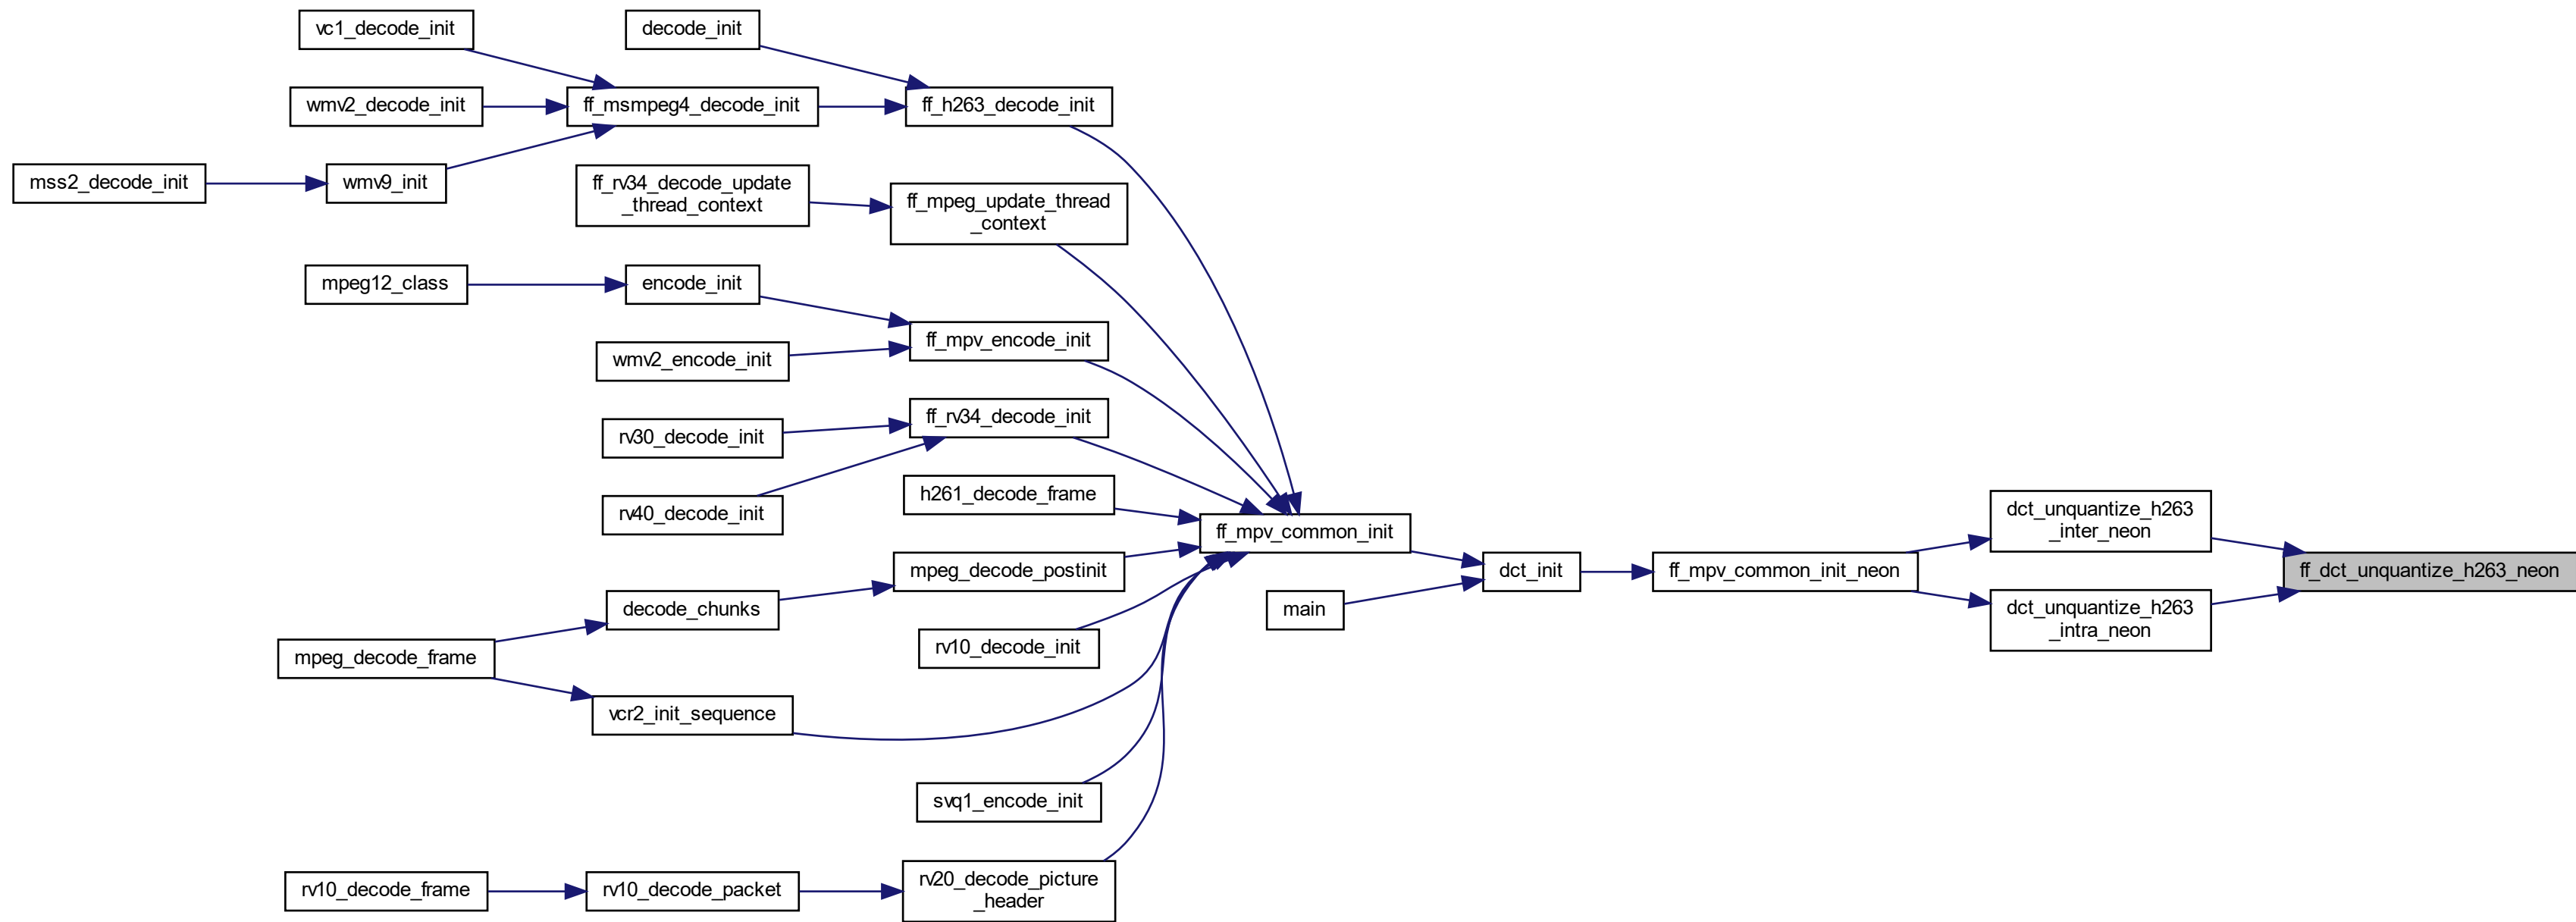 vc1_decode_init
decode_init
wmv2_decode_init
ff_msmpeg4_decode_init
ff_h263_decode_init
mss2_decode_init
wmv9_init
ff_rv34_decode_update
_thread_context
ff_mpeg_update_thread
_context
mpeg12_class
encode_init
ff_mpv_encode_init
wmv2_encode_init
ff_rv34_decode_init
rv30_decode_init
rv40_decode_init
h261_decode_frame
ff_mpv_common_init
mpeg_decode_postinit
dct_init
ff_mpv_common_init_neon
dct_unquantize_h263
_inter_neon
ff_dct_unquantize_h263_neon
decode_chunks
main
dct_unquantize_h263
_intra_neon
mpeg_decode_frame
rv10_decode_init
vcr2_init_sequence
svq1_encode_init
rv10_decode_frame
rv10_decode_packet
rv20_decode_picture
_header